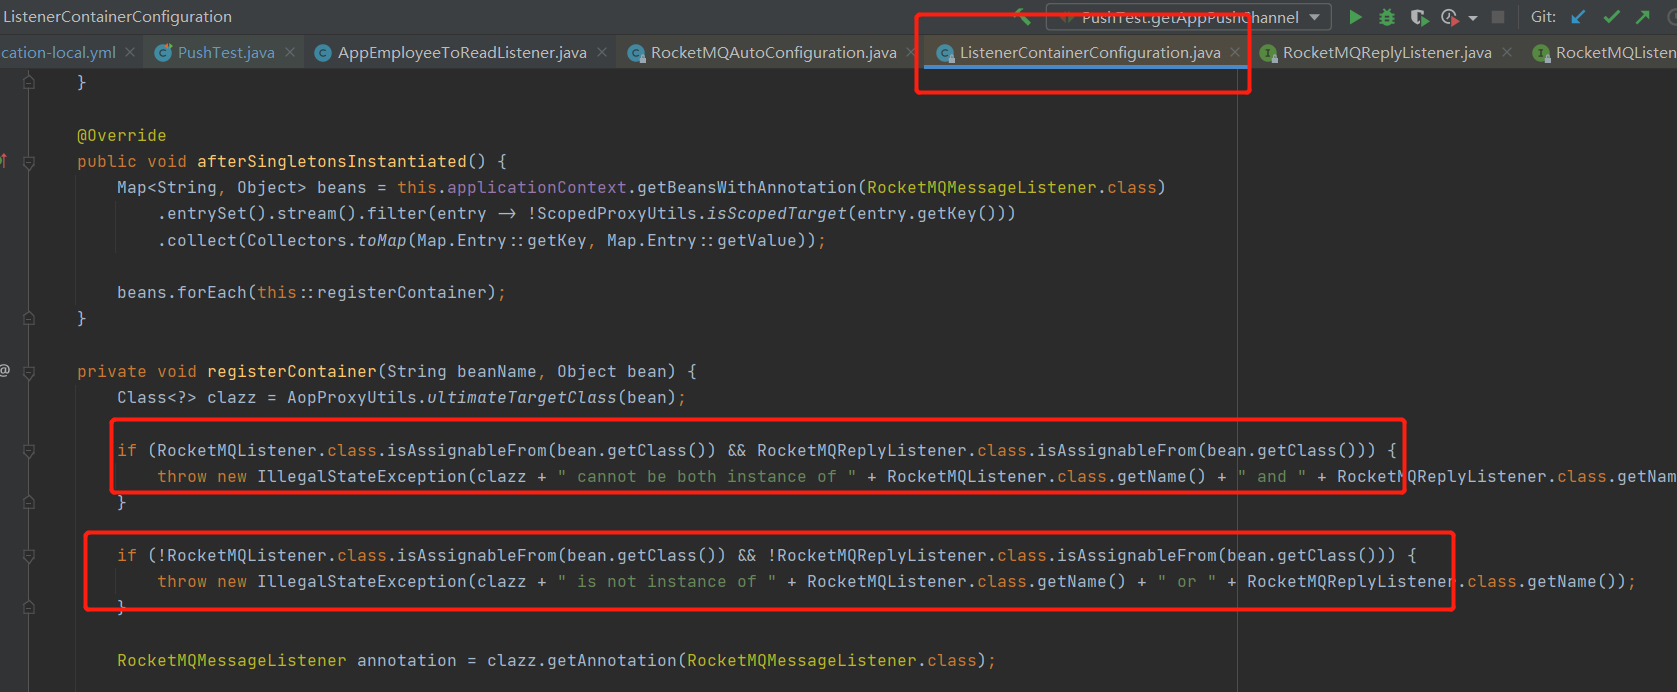 ListenerContainerConfiguration
PushTest.getAppPushChannel
Git:
cation-local.yml
PushTest.java
AppEmployeeToReadListener.java
RocketMQAutoConfiguration.java
ListenerContainerConfiguration.java
RocketMQReplyListener.java
RocketMQListen
}
@Override
public void afterSingletonsInstantiated() {
Map<String, Object> beans = this.applicationContext.getBeansWithAnnotation(RocketMQMessageListener.class)
.entrySet().stream().filter(entry -> !ScopedProxyUtils.isScopedTarget(entry.getKey()))
.collect(Collectors.toMap(Map.Entry::getKey, Map.Entry::getValue));
beans.forEach(this::registerContainer);
}
@
private void registerContainer(String beanName, Object bean) {
Class<?> clazz = AopProxyUtils.ultimateTargetClass(bean);
if (RocketMQListener.class.isAssignableFrom(bean.getClass()) && RocketMQReplyListener.class.isAssignableFrom(bean.getClass())) {
throw new IllegalStateException(clazz + " cannot be both instance of " + RocketMQListener.class.getName() + " and " + RocketMQReplyListener.class.getNam
}
if (!RocketMQListener.class.isAssignableFrom(bean.getClass()) && !RocketMQReplyListener.class.isAssignableFrom(bean.getClass())) {
throw new IllegalStateException(clazz + " is not instance of " + RocketMQListener.class.getName() + " or " + RocketMQReplyListener.class.getName());
}
RocketMQMessageListener annotation = clazz.getAnnotation(RocketMQMessageListener.class);